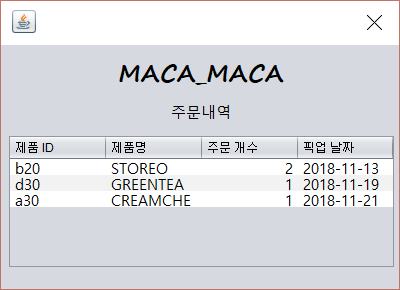 MACA_MACA
주문내역
제품 ID 제품명 주문 개수 픽업 날짜
b20 STOREO 2 2018-11-13
d30 GREENTEA 1 2018-11-19
a30 CREAMCHE 1 2018-11-21